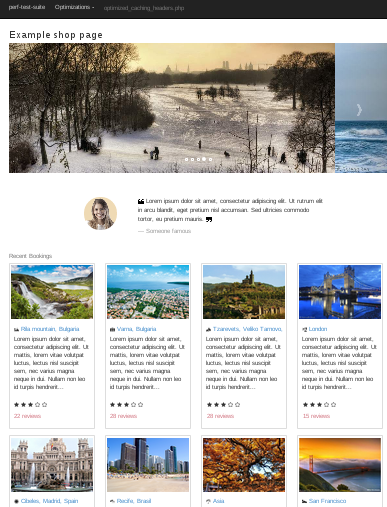 perf-test-suite Optimizations optimized_caching_headers.php
Example shop page
Lorem ipsum dolor sit amet, consectetur adipiscing elit. Ut rutrum elit
in arcu blandit, eget pretium nisl accumsan. Sed ultricies commodo
tortor, eu pretium mauris.
— Someone famous
Recent Bookings
Rila mountain, Bulgaria
Lorem ipsum dolor sit amet,
consectetur adipiscing elit. Ut
mattis, lorem vitae volutpat
luctus, lectus nisl suscipit
sem, nec varius magna
neque in dui. Nullam non leo
id turpis hendrerit...
22 reviews
Varna, Bulgaria
Lorem ipsum dolor sit amet,
consectetur adipiscing elit. Ut
mattis, lorem vitae volutpat
luctus, lectus nisl suscipit
sem, nec varius magna
neque in dui. Nullam non leo
id turpis hendrerit...
28 reviews
Tzarevets, Veliko Tarnovo,
Lorem ipsum dolor sit amet,
consectetur adipiscing elit. Ut
mattis, lorem vitae volutpat
luctus, lectus nisl suscipit
sem, nec varius magna
neque in dui. Nullam non leo
id turpis hendrerit...
28 reviews
London
Lorem ipsum dolor sit amet,
consectetur adipiscing elit. Ut
mattis, lorem vitae volutpat
luctus, lectus nisl suscipit
sem, nec varius magna
neque in dui. Nullam non leo
id turpis hendrerit...
15 reviews
Cibeles, Madrid, Spain
Recife, Brasil
Asia
San Francisco